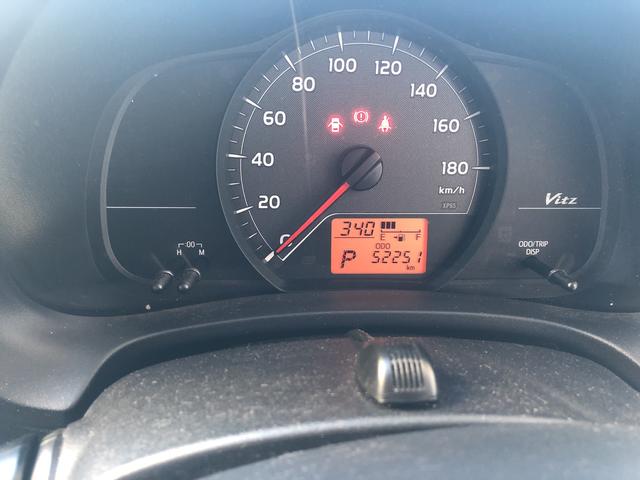 100
80 120
60 140
40 160
20 180
0 km/h
XP95
Vitz
:00
H M
340
E F
ODO
P 52251
km
ODO/TRIP
DISP